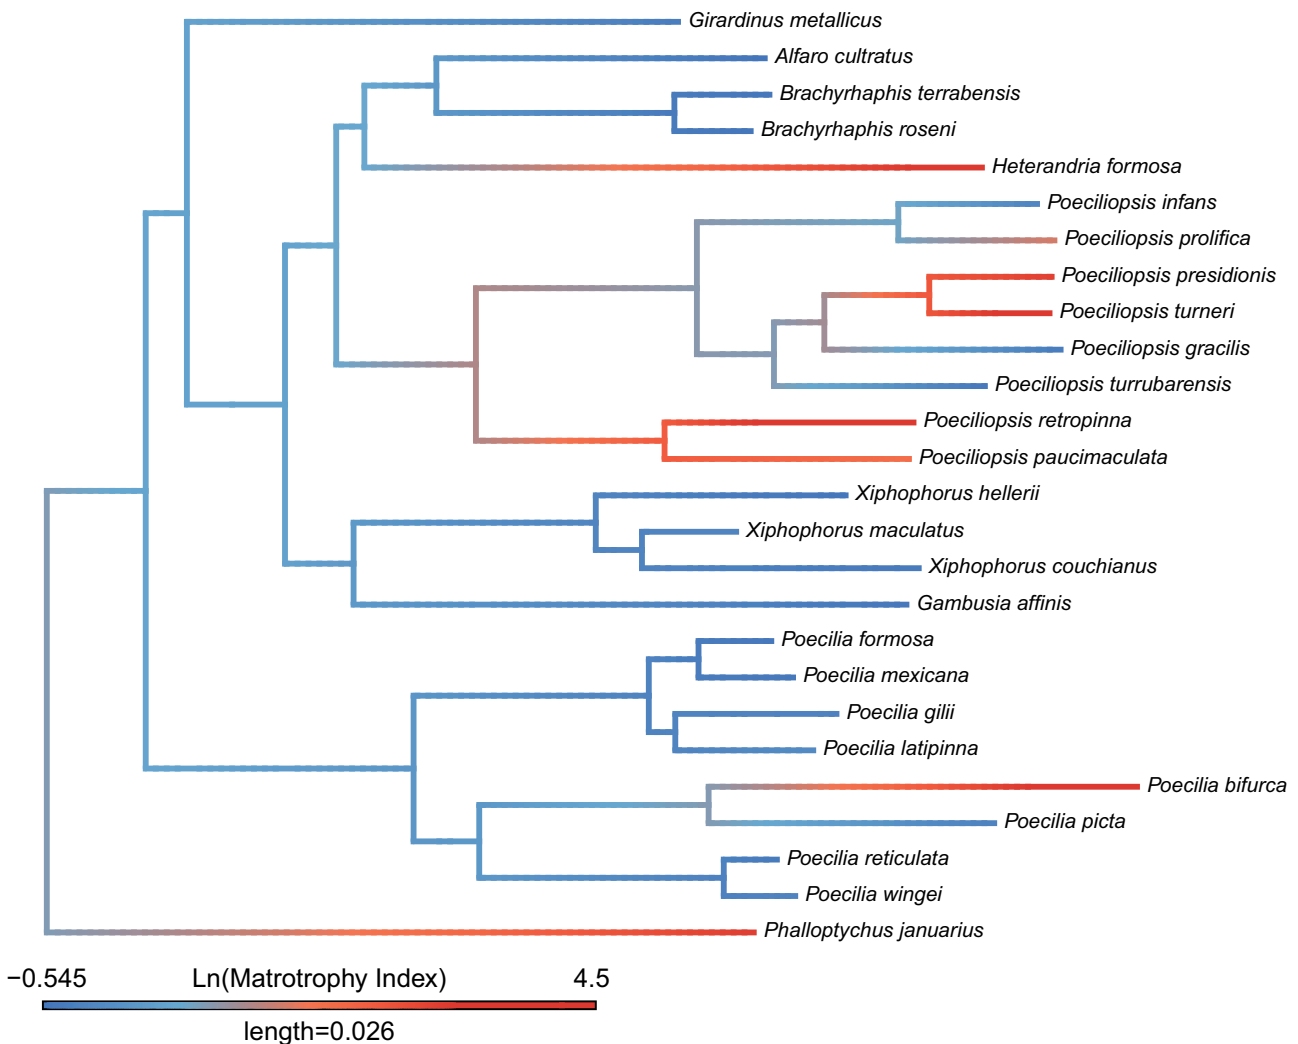 Girardinus metallicus
Alfaro cultratus
Brachyrhaphis terrabensis
Brachyrhaphis roseni
Heterandria formosa
Poeciliopsis infans
Poeciliopsis prolifica
Poeciliopsis presidionis
Poeciliopsis turneri
Poeciliopsis gracilis
Poeciliopsis turrubarensis
Poeciliopsis retropinna
Poeciliopsis paucimaculata
Xiphophorus hellerii
Xiphophorus maculatus
Xiphophorus couchianus
Gambusia affinis
Poecilia formosa
Poecilia mexicana
Poecilia gilii
Poecilia latipinna
Poecilia bifurca
Poecilia picta
Poecilia reticulata
Poecilia wingei
Phalloptychus januarius
−0.545 Ln(Matrotrophy Index) 4.5
length=0.026